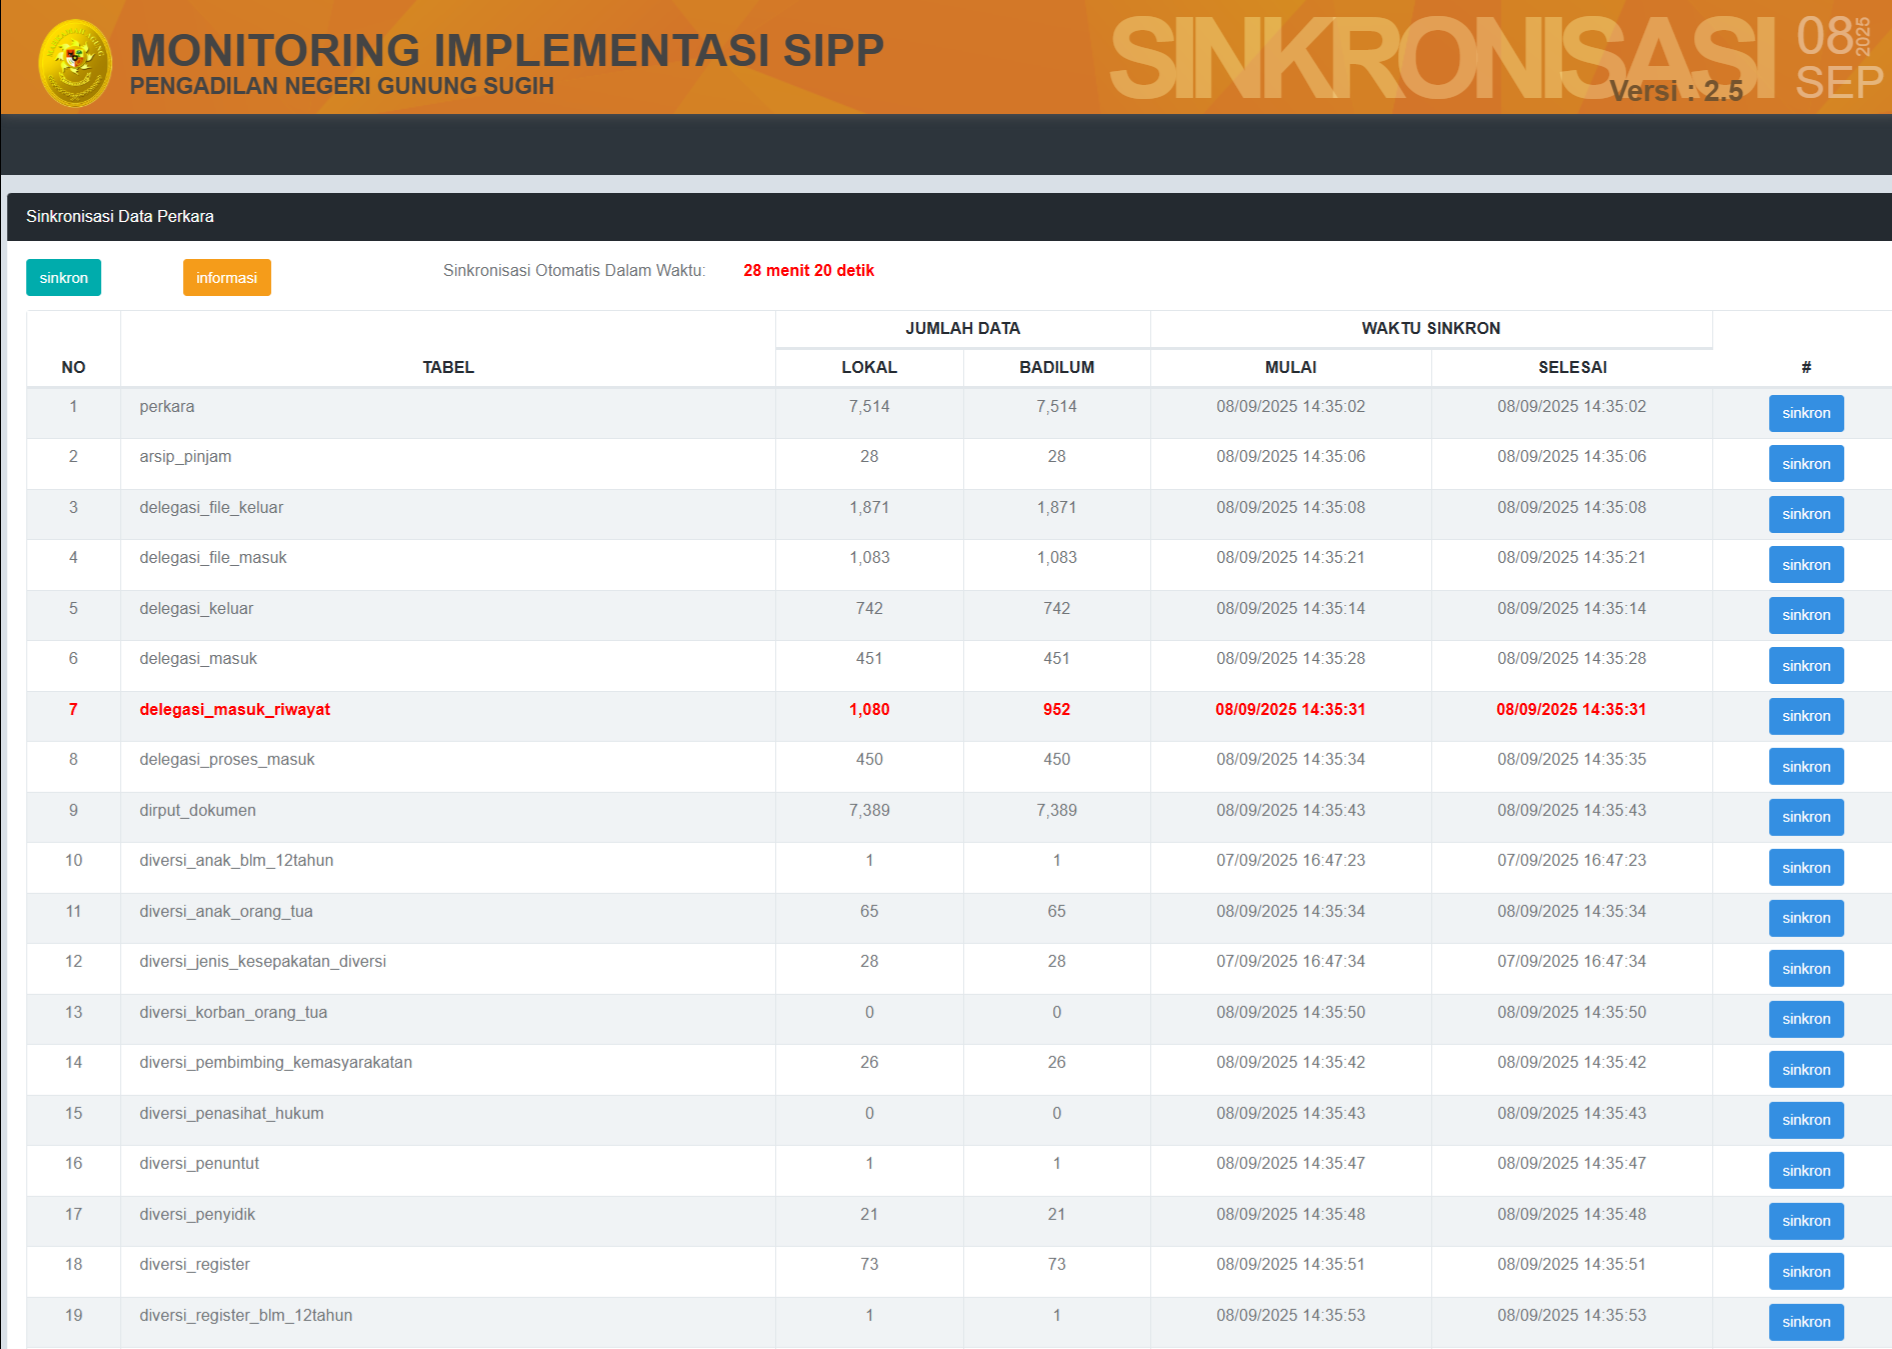 MONITORING IMPLEMENTASI SIPP
PENGADILAN NEGERI GUNUNG SUGIH
SINKRONISASI
Versi : 2.5
08 2025
SEP
Sinkronisasi Data Perkara
sinkron informasi Sinkronisasi Otomatis Dalam Waktu: 28 menit 20 detik
JUMLAH DATA WAKTU SINKRON
NO TABEL LOKAL BADILUM MULAI SELESAI #
1 perkara 7,514 7,514 08/09/2025 14:35:02 08/09/2025 14:35:02 sinkron
2 arsip_pinjam 28 28 08/09/2025 14:35:06 08/09/2025 14:35:06 sinkron
3 delegasi_file_keluar 1,871 1,871 08/09/2025 14:35:08 08/09/2025 14:35:08 sinkron
4 delegasi_file_masuk 1,083 1,083 08/09/2025 14:35:21 08/09/2025 14:35:21 sinkron
5 delegasi_keluar 742 742 08/09/2025 14:35:14 08/09/2025 14:35:14 sinkron
6 delegasi_masuk 451 451 08/09/2025 14:35:28 08/09/2025 14:35:28 sinkron
7 delegasi_masuk_riwayat 1,080 952 08/09/2025 14:35:31 08/09/2025 14:35:31 sinkron
8 delegasi_proses_masuk 450 450 08/09/2025 14:35:34 08/09/2025 14:35:35 sinkron
9 dirput_dokumen 7,389 7,389 08/09/2025 14:35:43 08/09/2025 14:35:43 sinkron
10 diversi_anak_blm_12tahun 1 1 07/09/2025 16:47:23 07/09/2025 16:47:23 sinkron
11 diversi_anak_orang_tua 65 65 08/09/2025 14:35:34 08/09/2025 14:35:34 sinkron
12 diversi_jenis_kesepakatan_diversi 28 28 07/09/2025 16:47:34 07/09/2025 16:47:34 sinkron
13 diversi_korban_orang_tua 0 0 08/09/2025 14:35:50 08/09/2025 14:35:50 sinkron
14 diversi_pembimbing_kemasyarakatan 26 26 08/09/2025 14:35:42 08/09/2025 14:35:42 sinkron
15 diversi_penasihat_hukum 0 0 08/09/2025 14:35:43 08/09/2025 14:35:43 sinkron
16 diversi_penuntut 1 1 08/09/2025 14:35:47 08/09/2025 14:35:47 sinkron
17 diversi_penyidik 21 21 08/09/2025 14:35:48 08/09/2025 14:35:48 sinkron
18 diversi_register 73 73 08/09/2025 14:35:51 08/09/2025 14:35:51 sinkron
19 diversi_register_blm_12tahun 1 1 08/09/2025 14:35:53 08/09/2025 14:35:53 sinkron